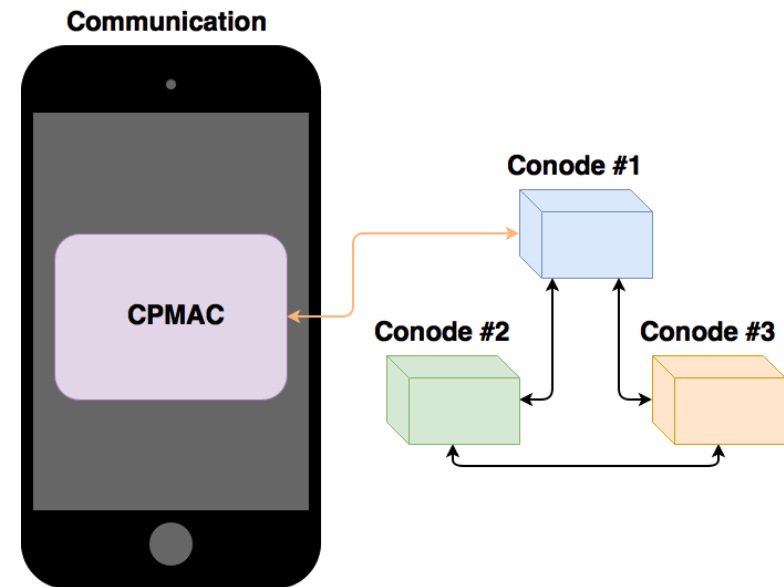 Communication
Conode #1
CPMAC
Conode #2
Conode #3